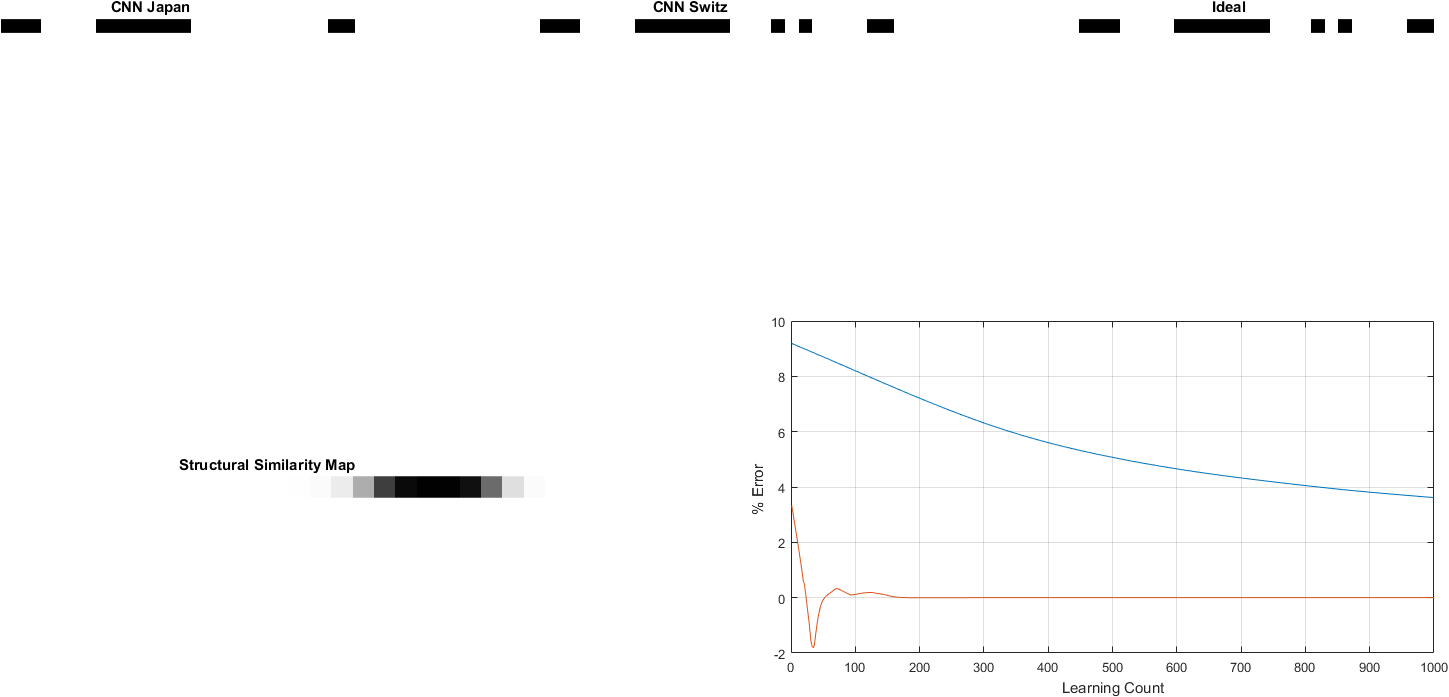 CNN Japan
CNN Switz
Ideal
Structural Similarity Map
10
8
6
4
2
0
-2
% Error
0 100 200 300 400 500 600 700 800 900 1000
Learning Count